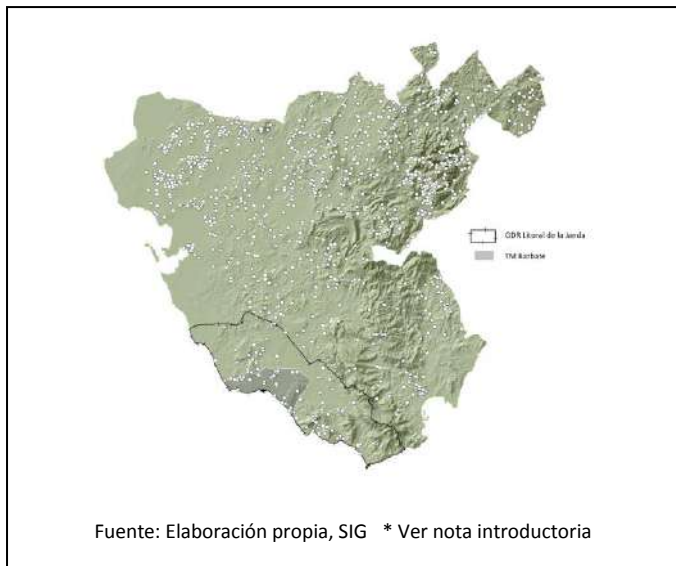 GDR Litoral de la Janda
TM Barbate
Fuente: Elaboración propia, SIG * Ver nota introductoria